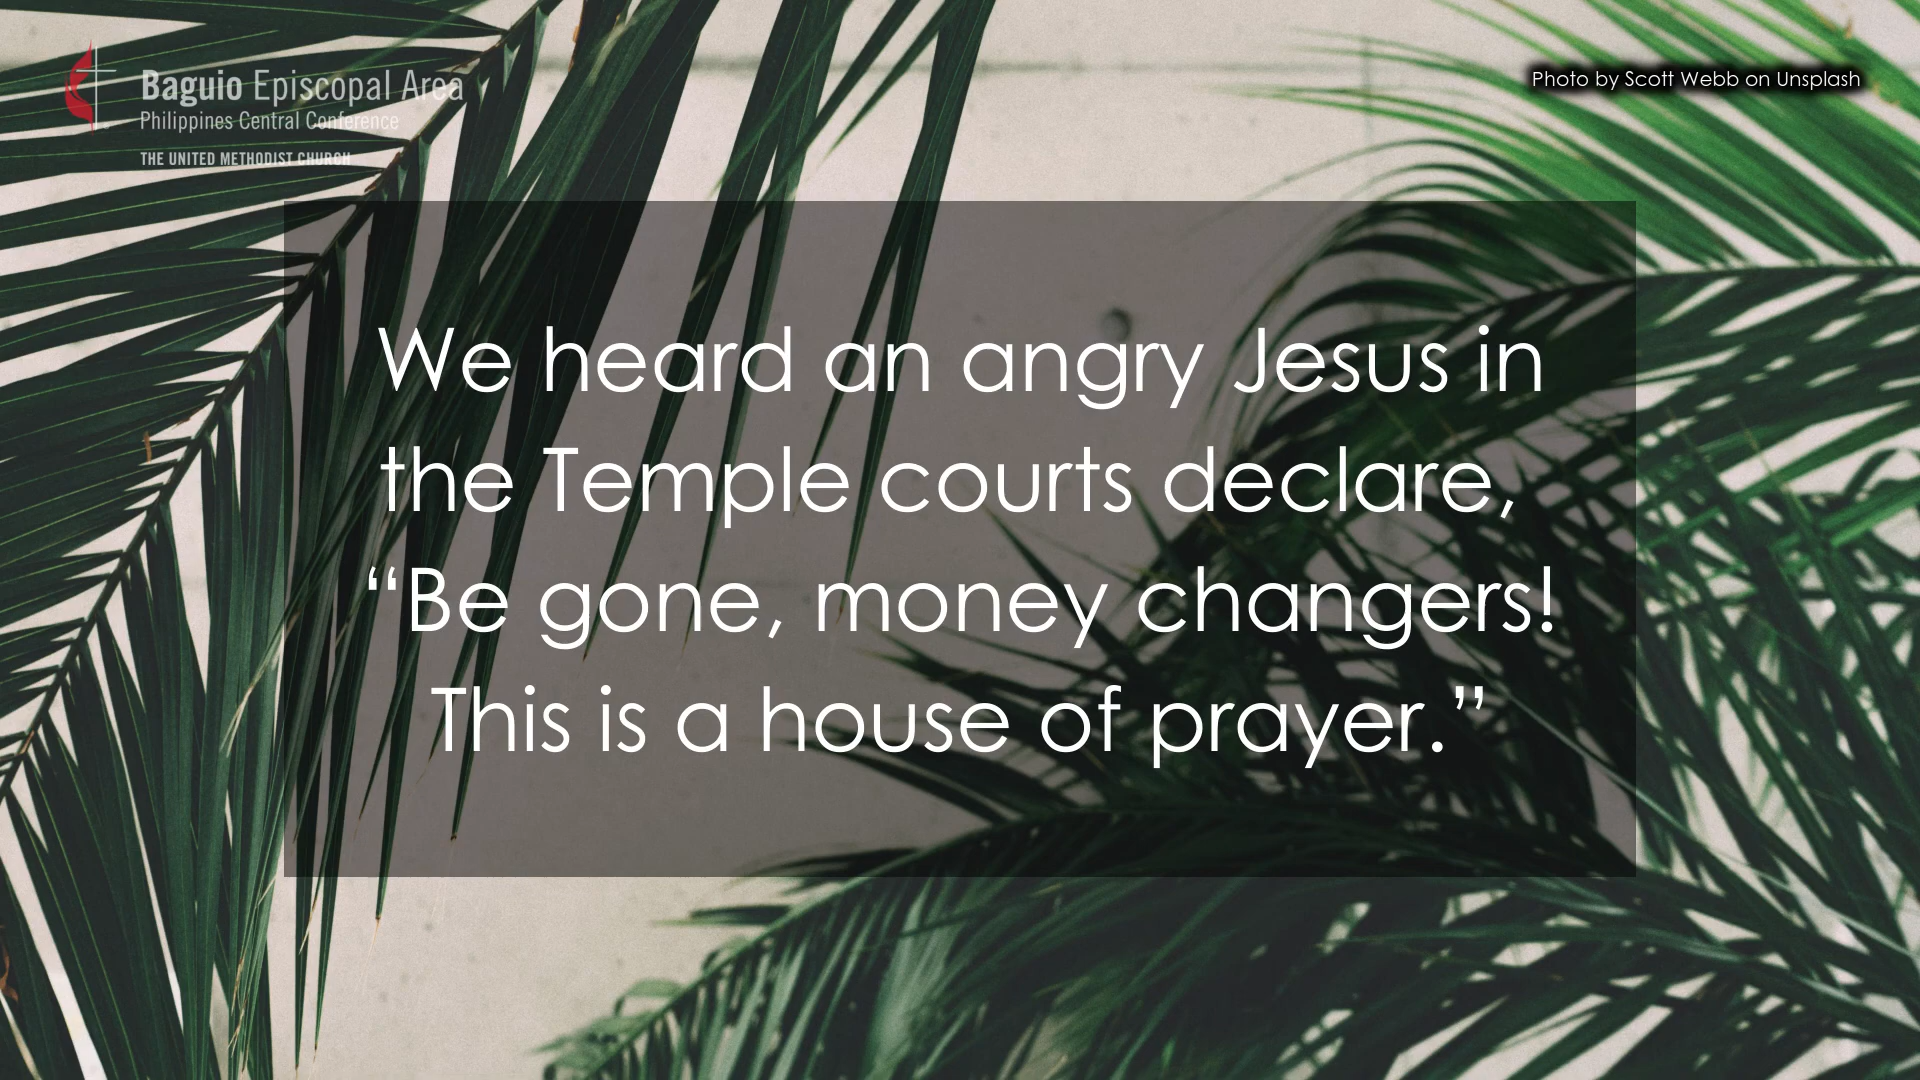 Baguio Episcopal Area
Philippines Central Conference
THE UNITED METHODIST CHURCH
Photo by Scott Webb on Unsplash
We heard an angry Jesus in
the Temple courts declare,
“Be gone, money changers!
This is a house of prayer.”